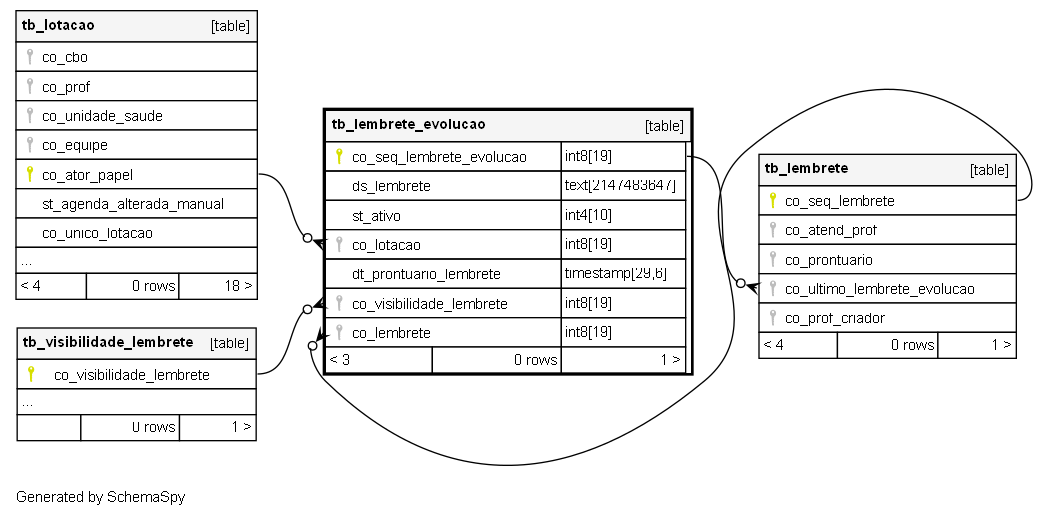 tb_lotacao [table]
co_cbo
co_prof
co_unidade_saude
co_equipe
co_ator_papel
st_agenda_alterada_manual
co_unico_lotacao
...
< 4 0 rows 18 >
tb_visibilidade_lembrete [table]
co_visibilidade_lembrete
...
0 rows 1 >
tb_lembrete_evolucao [table]
co_seq_lembrete_evolucao int8[19]
ds_lembrete text[2147483647]
st_ativo int4[10]
co_lotacao int8[19]
dt_prontuario_lembrete timestamp[29,6]
co_visibilidade_lembrete int8[19]
co_lembrete int8[19]
< 3 0 rows 1 >
tb_lembrete [table]
co_seq_lembrete
co_atend_prof
co_prontuario
co_ultimo_lembrete_evolucao
co_prof_criador
< 4 0 rows 1 >
Generated by SchemaSpy